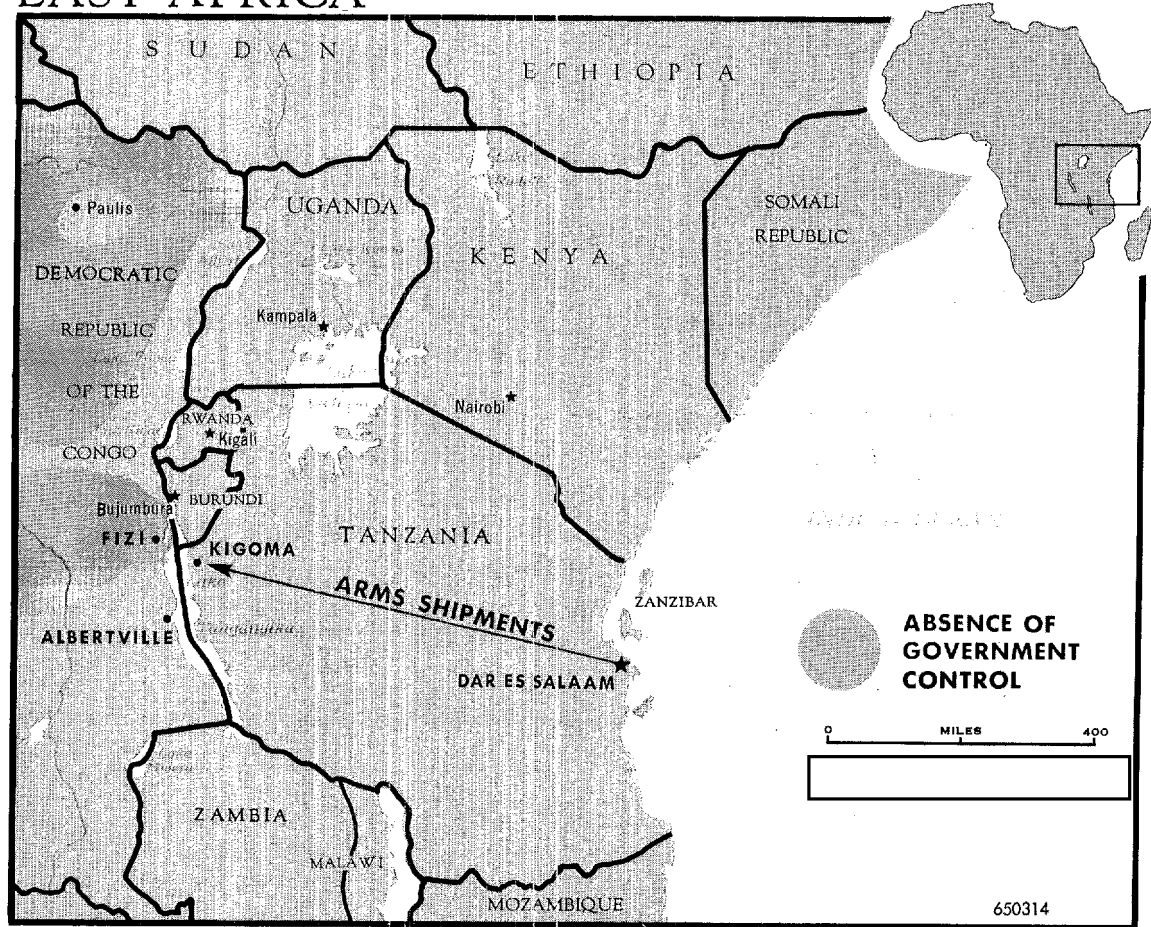 EAST AFRICA
SUDAN
ETHIOPIA
Paulis
UGANDA
SOMALI
REPUBLIC
KENYA
DEMOCRATIC
REPUBLIC
OF THE
CONGO
Kampala
Nairobi
RWANDA
Kigali
Bujumbura
BURUNDI
FIZI
KIGOMA
TANZANIA
ARMS SHIPMENTS
ZANZIBAR
ALBERTVILLE
Tanganyika
DAR ES SALAAM
ABSENCE OF
GOVERNMENT
CONTROL
0 MILES 400
ZAMBIA
MALAWI
MOZAMBIQUE
650314